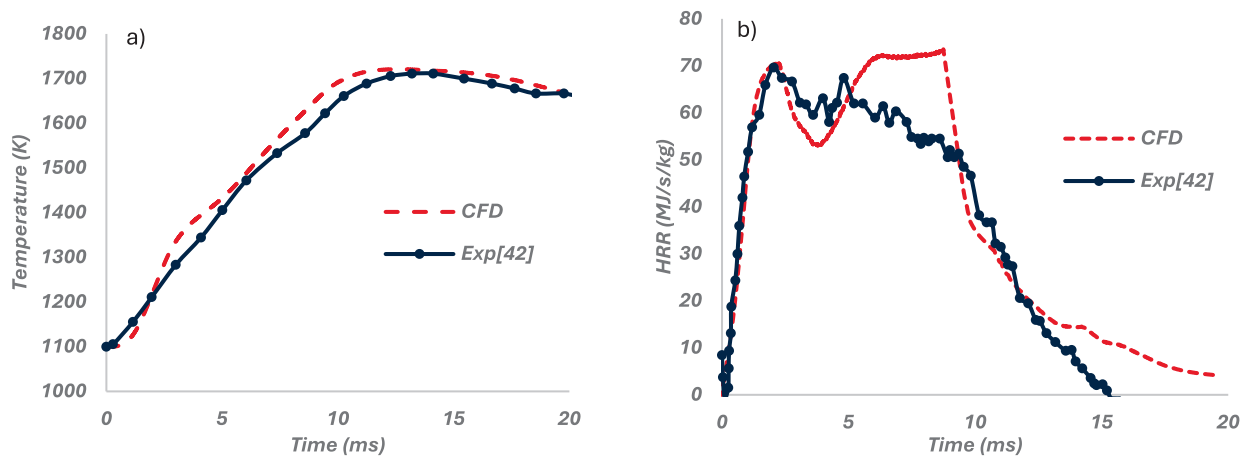 a)
1800
1700
1600
1500
1400
1300
1200
1100
1000
Temperature (K)
0 5 10 15 20
Time (ms)
CFD
Exp[42]
b)
80
70
60
50
40
30
20
10
0
HRR (MJ/s/kg)
0 5 10 15 20
Time (ms)
CFD
Exp[42]